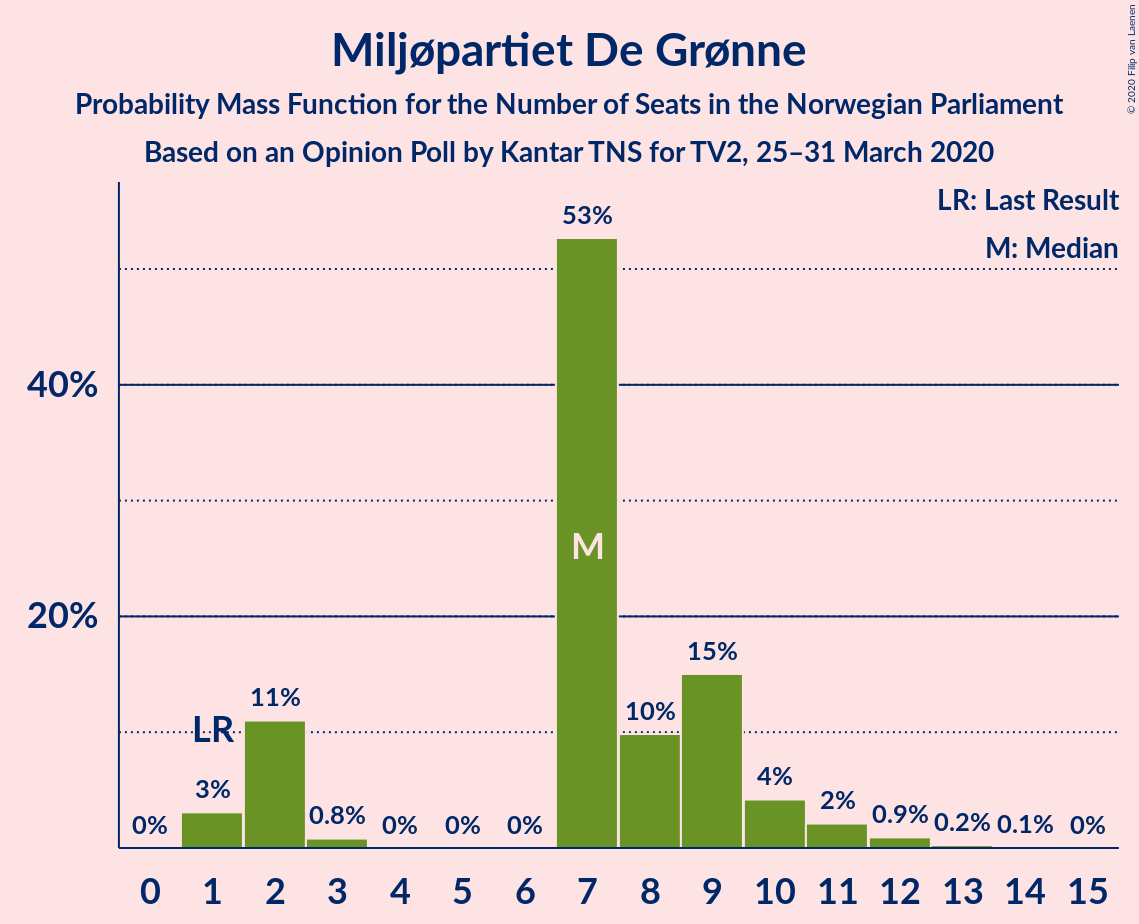 Miljøpartiet De Grønne
Probability Mass Function for the Number of Seats in the Norwegian Parliament
Based on an Opinion Poll by Kantar TNS for TV2, 25–31 March 2020
© 2020 Filip van Laenen
LR: Last Result
M: Median
53%
40%
M
20%
15%
11%
10%
LR
3%
4%
2%
0%
0.8%
0%
0%
0%
0.9%
0.2%
0.1%
0%
0 1 2 3 4 5 6 7 8 9 10 11 12 13 14 15